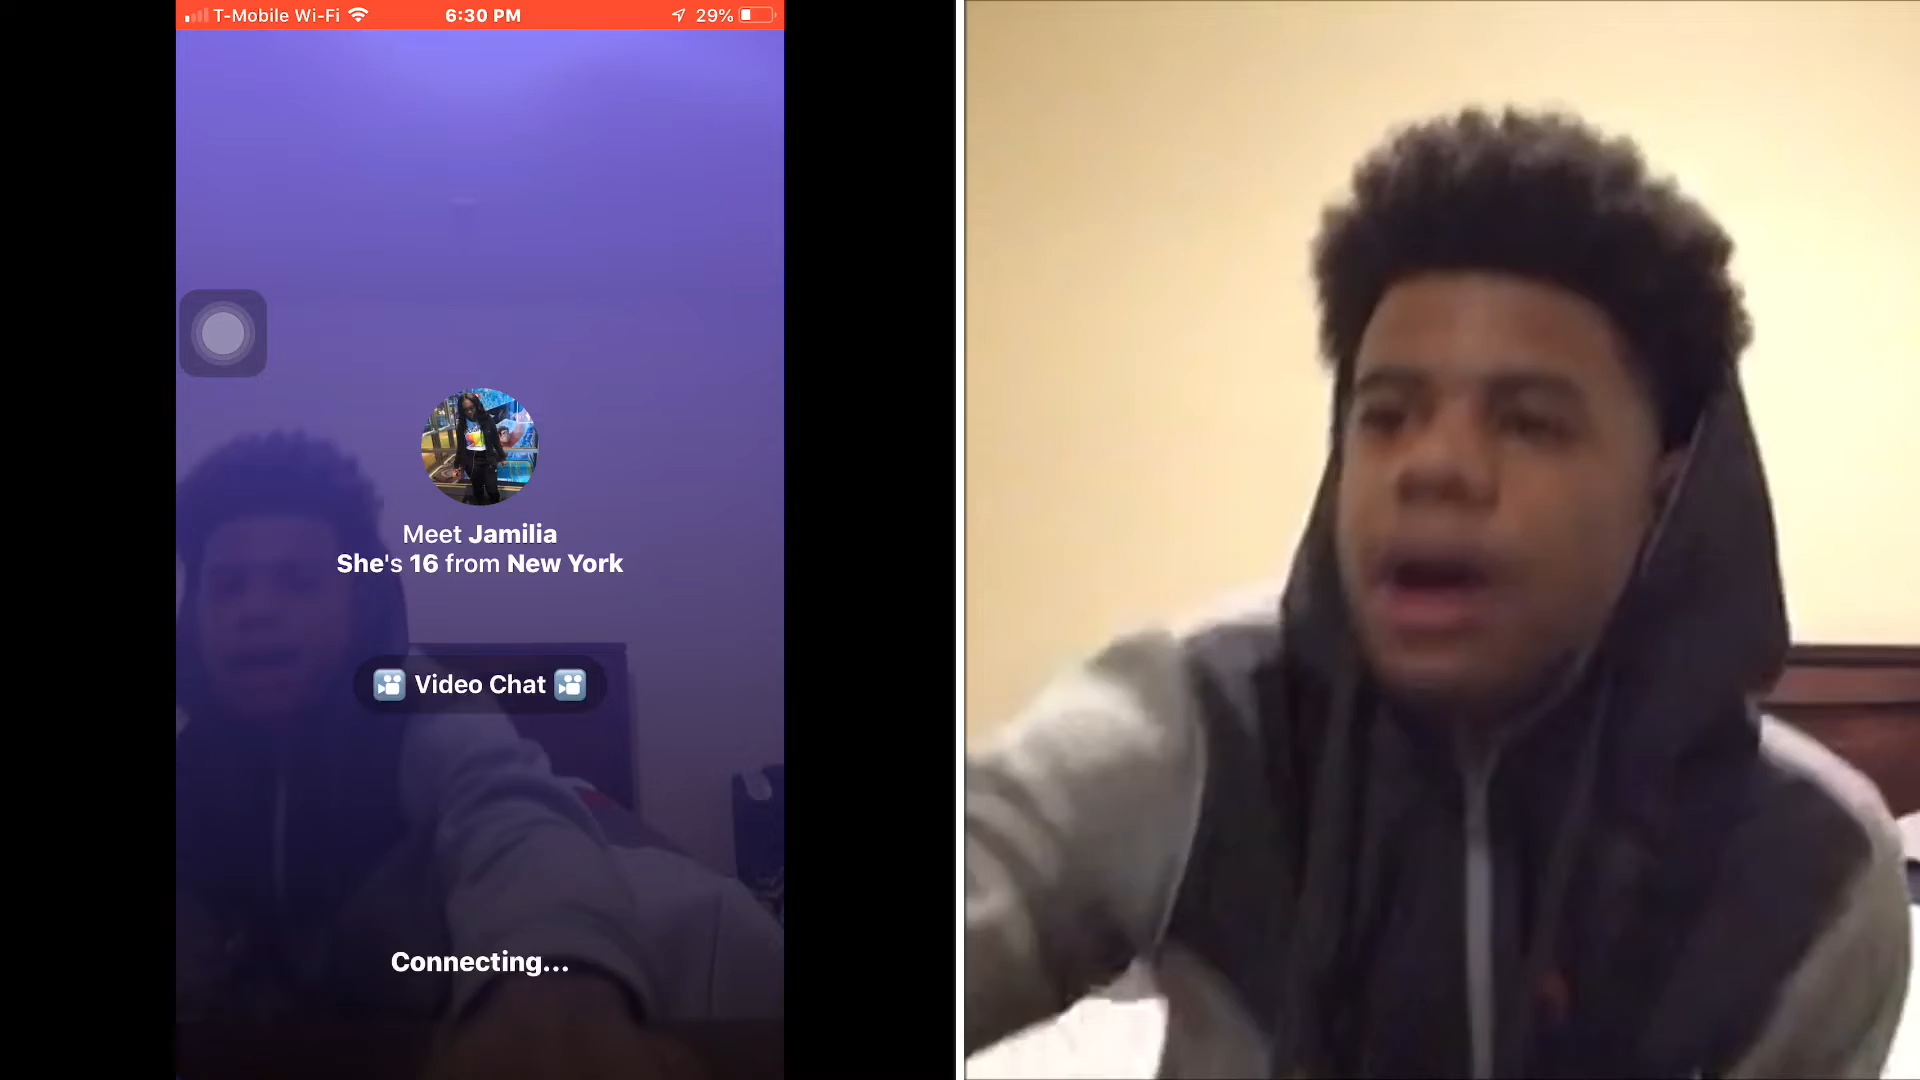 T-Mobile Wi-Fi 6:30 PM 29%
Meet Jamilia
She's 16 from New York
Video Chat
Connecting...